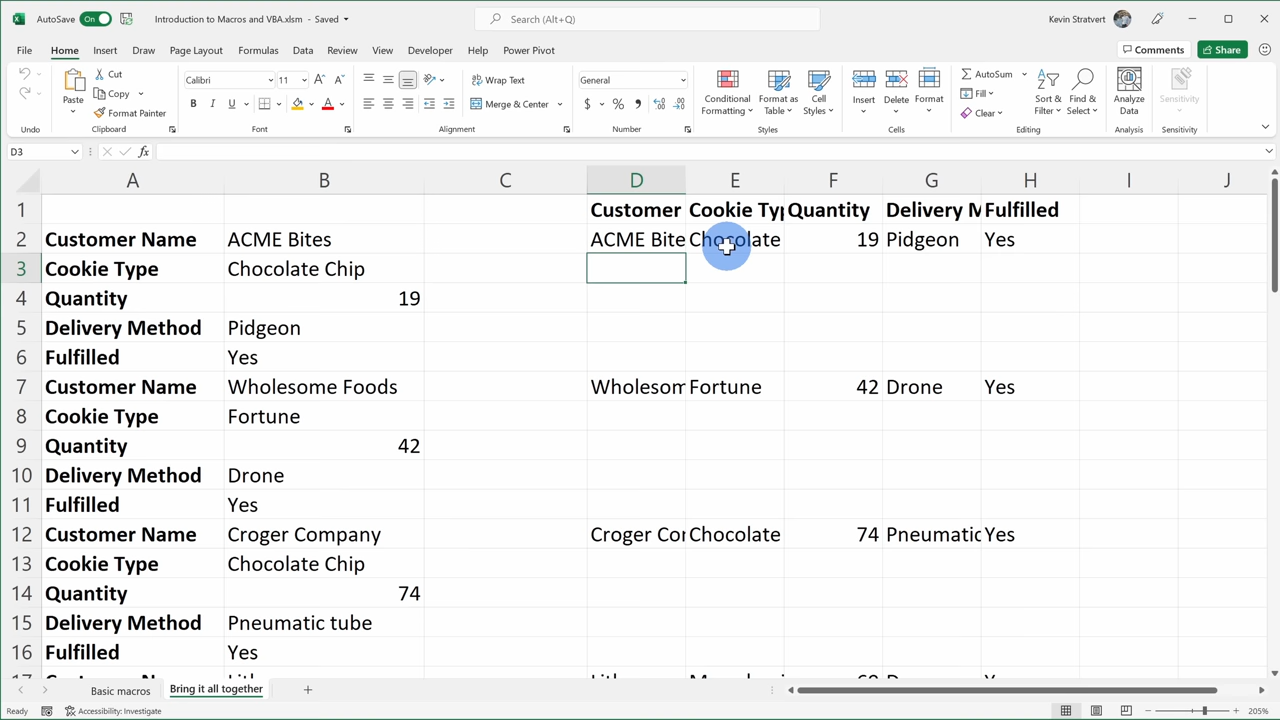 AutoSave On Introduction to Macros and VBA.xlsm - Saved Search (Alt+Q) Kevin Stratvert
File Home Insert Draw Page Layout Formulas Data Review View Developer Help Power Pivot Comments Share
Paste Cut Copy Format Painter
Calibri 11 B I U A A
Wrap Text Merge & Center
General $ % 9
Conditional Formatting Format as Table Cell Styles
Insert Delete Format
AutoSum Fill Clear Sort & Filter Find & Select
Analyze Data Sensitivity
Undo Clipboard Font Alignment Number Styles Cells Editing Analysis Sensitivity
D3 fx
A B C D E F G H I J
1 Customer Cookie Typ Quantity Delivery M Fulfilled
2 Customer Name ACME Bites ACME Bite Chocolate 19 Pidgeon Yes
3 Cookie Type Chocolate Chip
4 Quantity 19
5 Delivery Method Pidgeon
6 Fulfilled Yes
7 Customer Name Wholesome Foods Wholesom Fortune 42 Drone Yes
8 Cookie Type Fortune
9 Quantity 42
10 Delivery Method Drone
11 Fulfilled Yes
12 Customer Name Croger Company Croger Cor Chocolate 74 Pneumatic Yes
13 Cookie Type Chocolate Chip
14 Quantity 74
15 Delivery Method Pneumatic tube
16 Fulfilled Yes
Basic macros Bring it all together
Ready Accessibility: Investigate 205%